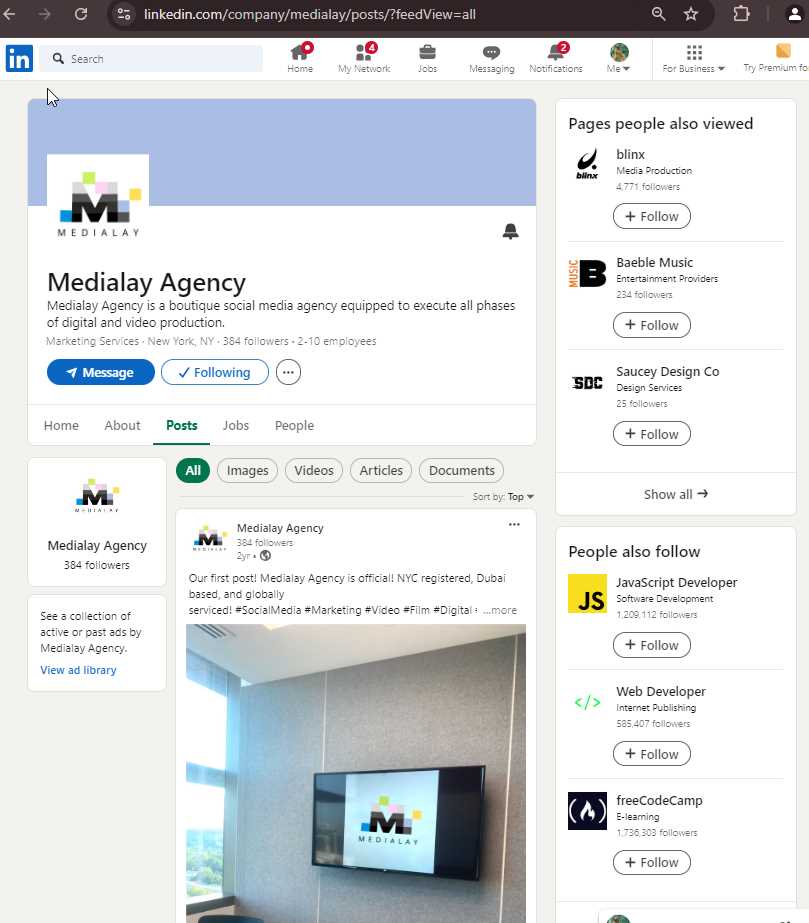 linkedin.com/company/medialay/posts/?feedView=all
in
Search
Home
4
My Network
Jobs
Messaging
2
Notifications
Me
For Business
Try Premium fo
MEDIALAY
Medialay Agency
Medialay Agency is a boutique social media agency equipped to execute all phases
of digital and video production.
Marketing Services · New York, NY · 384 followers · 2-10 employees
Message
Following
Home
About
Posts
Jobs
People
MEDIALAY
Medialay Agency
384 followers
See a collection of
active or past ads by
Medialay Agency.
View ad library
All
Images
Videos
Articles
Documents
Sort by: Top
MEDIALAY
Medialay Agency
384 followers
2yr •
Our first post! Medialay Agency is official! NYC registered, Dubai
based, and globally
serviced! #SocialMedia #Marketing #Video #Film #Digital ...more
MEDIALAY
Pages people also viewed
blinx
blinx
Media Production
4,771 followers
+ Follow
MUSIC B
Baeble Music
Entertainment Providers
234 followers
+ Follow
SDC
Saucey Design Co
Design Services
25 followers
+ Follow
Show all →
People also follow
JS
JavaScript Developer
Software Development
1,209,112 followers
+ Follow
</>
Web Developer
Internet Publishing
585,407 followers
+ Follow
freeCodeCamp
E-learning
1,736,303 followers
+ Follow